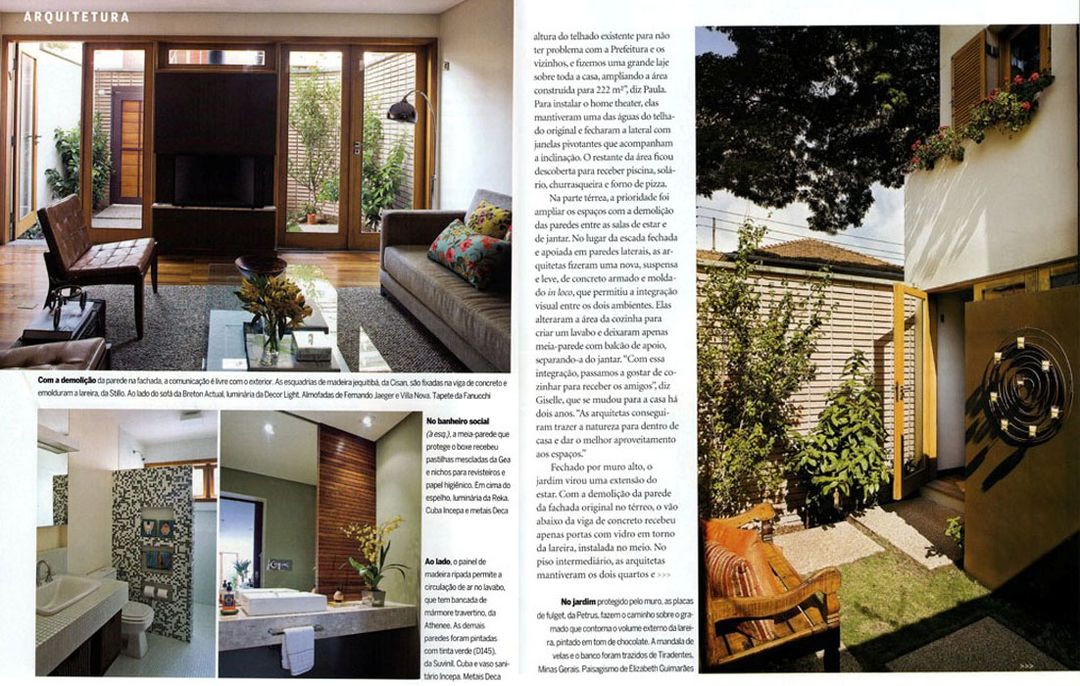 ARQUITETURA
Com a demolição da parede na fachada, a comunicação é livre com o exterior. As esquadrias de madeira jequitibá, da Cisan, são fixadas na viga de concreto e
emolduram a lareira, da Stillo. Ao lado do sofá da Breton Actual, luminária da Decor Light. Almofadas de Fernando Jaeger e Villa Nova. Tapete da Fanucchi
No banheiro social
(à esq.), a meia-parede que
protege o boxe recebeu
pastilhas mescladas da Gea
e nichos para revisteiros e
papel higiênico. Em cima do
espelho, luminária da Reka.
Cuba Incepa e metais Deca
Ao lado, o painel de
madeira ripada permite a
circulação de ar no lavabo,
que tem bancada de
mármore travertino, da
Athenee. As demais
paredes foram pintadas
com tinta verde (D145),
da Suvinil. Cuba e vaso sani-
tário Incepa. Metais Deca
altura do telhado existente para não
ter problema com a Prefeitura e os
vizinhos, e fizemos uma grande laje
sobre toda a casa, ampliando a área
construída para 222 m²”, diz Paula.
Para instalar o home theater, elas
mantiveram uma das águas do telha-
do original e fecharam a lateral com
janelas pivotantes que acompanham
a inclinação. O restante da área ficou
descoberta para receber piscina, solá-
rio, churrasqueira e forno de pizza.
Na parte térrea, a prioridade foi
ampliar os espaços com a demolição
das paredes entre as salas de estar e
de jantar. No lugar da escada fechada
e apoiada em paredes laterais, as ar-
quitetas fizeram uma nova, suspensa
e leve, de concreto armado e molda-
do in loco, que permitiu a integração
visual entre os dois ambientes. Elas
alteraram a área da cozinha para
criar um lavabo e deixaram apenas
meia-parede com balcão de apoio,
separando-a do jantar. “Com essa
integração, passamos a gostar de co-
zinhar para receber os amigos”, diz
Giselle, que se mudou para a casa há
dois anos. “As arquitetas consegui-
ram trazer a natureza para dentro de
casa e dar o melhor aproveitamento
aos espaços.”
Fechado por muro alto, o
jardim virou uma extensão do
estar. Com a demolição da parede
da fachada original no térreo, o vão
abaixo da viga de concreto recebeu
apenas portas com vidro em torno
da lareira, instalada no meio. No
piso intermediário, as arquitetas
mantiveram os dois quartos e >>>
No jardim protegido pelo muro, as placas
de fulget, da Petrus, fazem o caminho sobre o gra-
mado que contorna o volume externo da larei-
ra, pintado em tom de chocolate. A mandala de
velas e o banco foram trazidos de Tiradentes,
Minas Gerais. Paisagismo de Elizabeth Guimarães
>>>